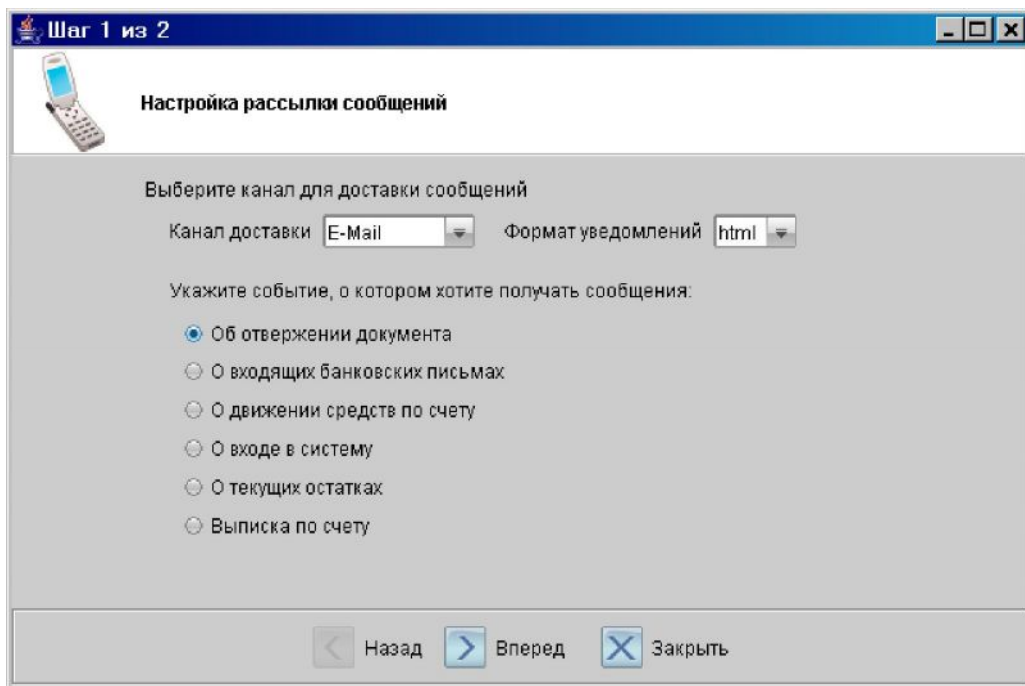 Шаг 1 из 2
Настройка рассылки сообщений
Выберите канал для доставки сообщений
Канал доставки E-Mail Формат уведомлений html
Укажите событие, о котором хотите получать сообщения:
Об отвержении документа
О входящих банковских письмах
О движении средств по счету
О входе в систему
О текущих остатках
Выписка по счету
Назад Вперед Закрыть